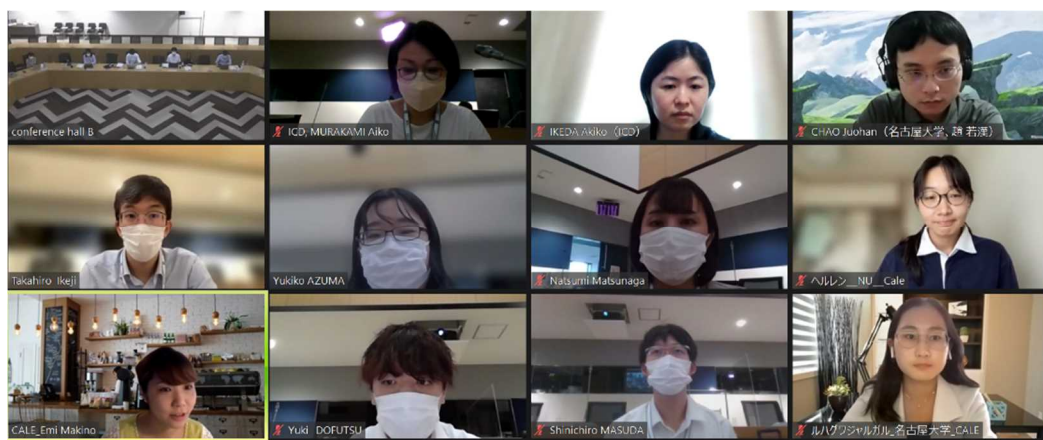 conference hall B
ICD, MURAKAMI Aiko
IKEDA Akiko（ICD）
CHAO Juohan（名古屋大学、趙 若漢）
Takahiro Ikeji
Yukiko AZUMA
Natsumi Matsunaga
ヘルレン__NU__Cale
CALE_Emi Makino
Yuki DOFUTSU
Shinichiro MASUDA
ルハグワジャルガル_名古屋大学_CALE